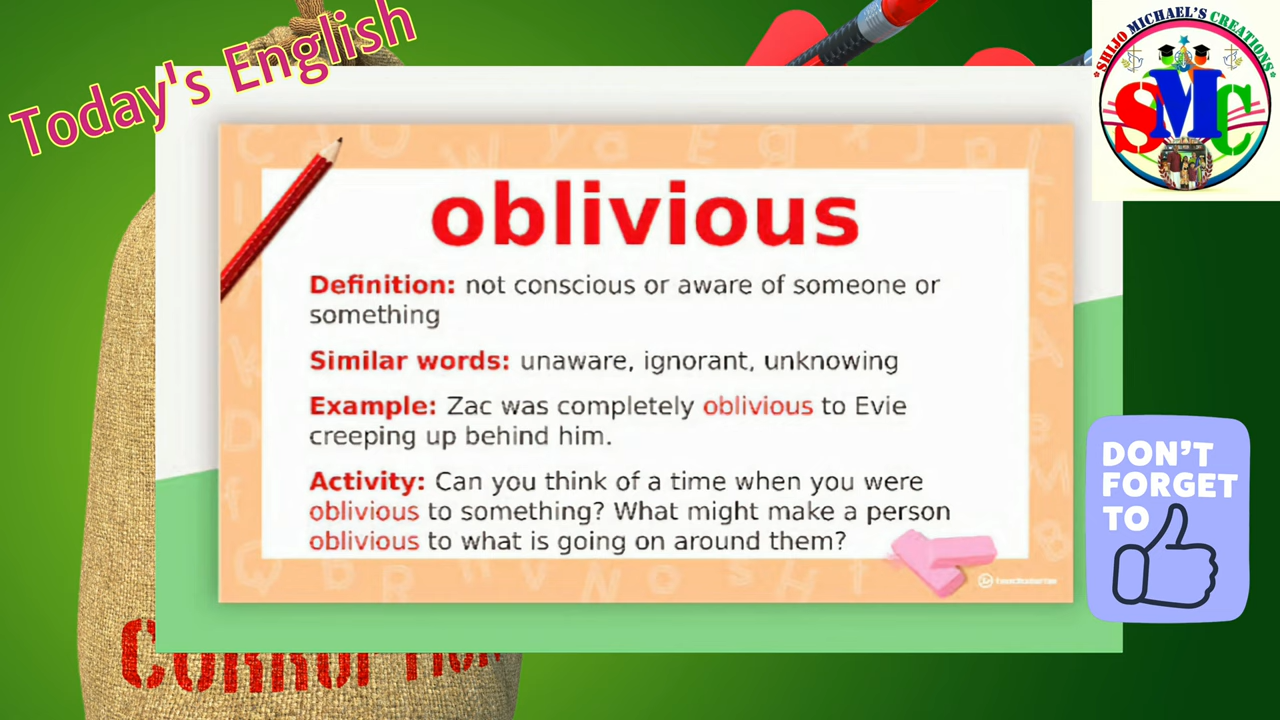 Today's English
SHIJO MICHAEL'S CREATIONS
SMC
oblivious
Definition: not conscious or aware of someone or
something
Similar words: unaware, ignorant, unknowing
Example: Zac was completely oblivious to Evie
creeping up behind him.
Activity: Can you think of a time when you were
oblivious to something? What might make a person
oblivious to what is going on around them?
DON'T
FORGET
TO